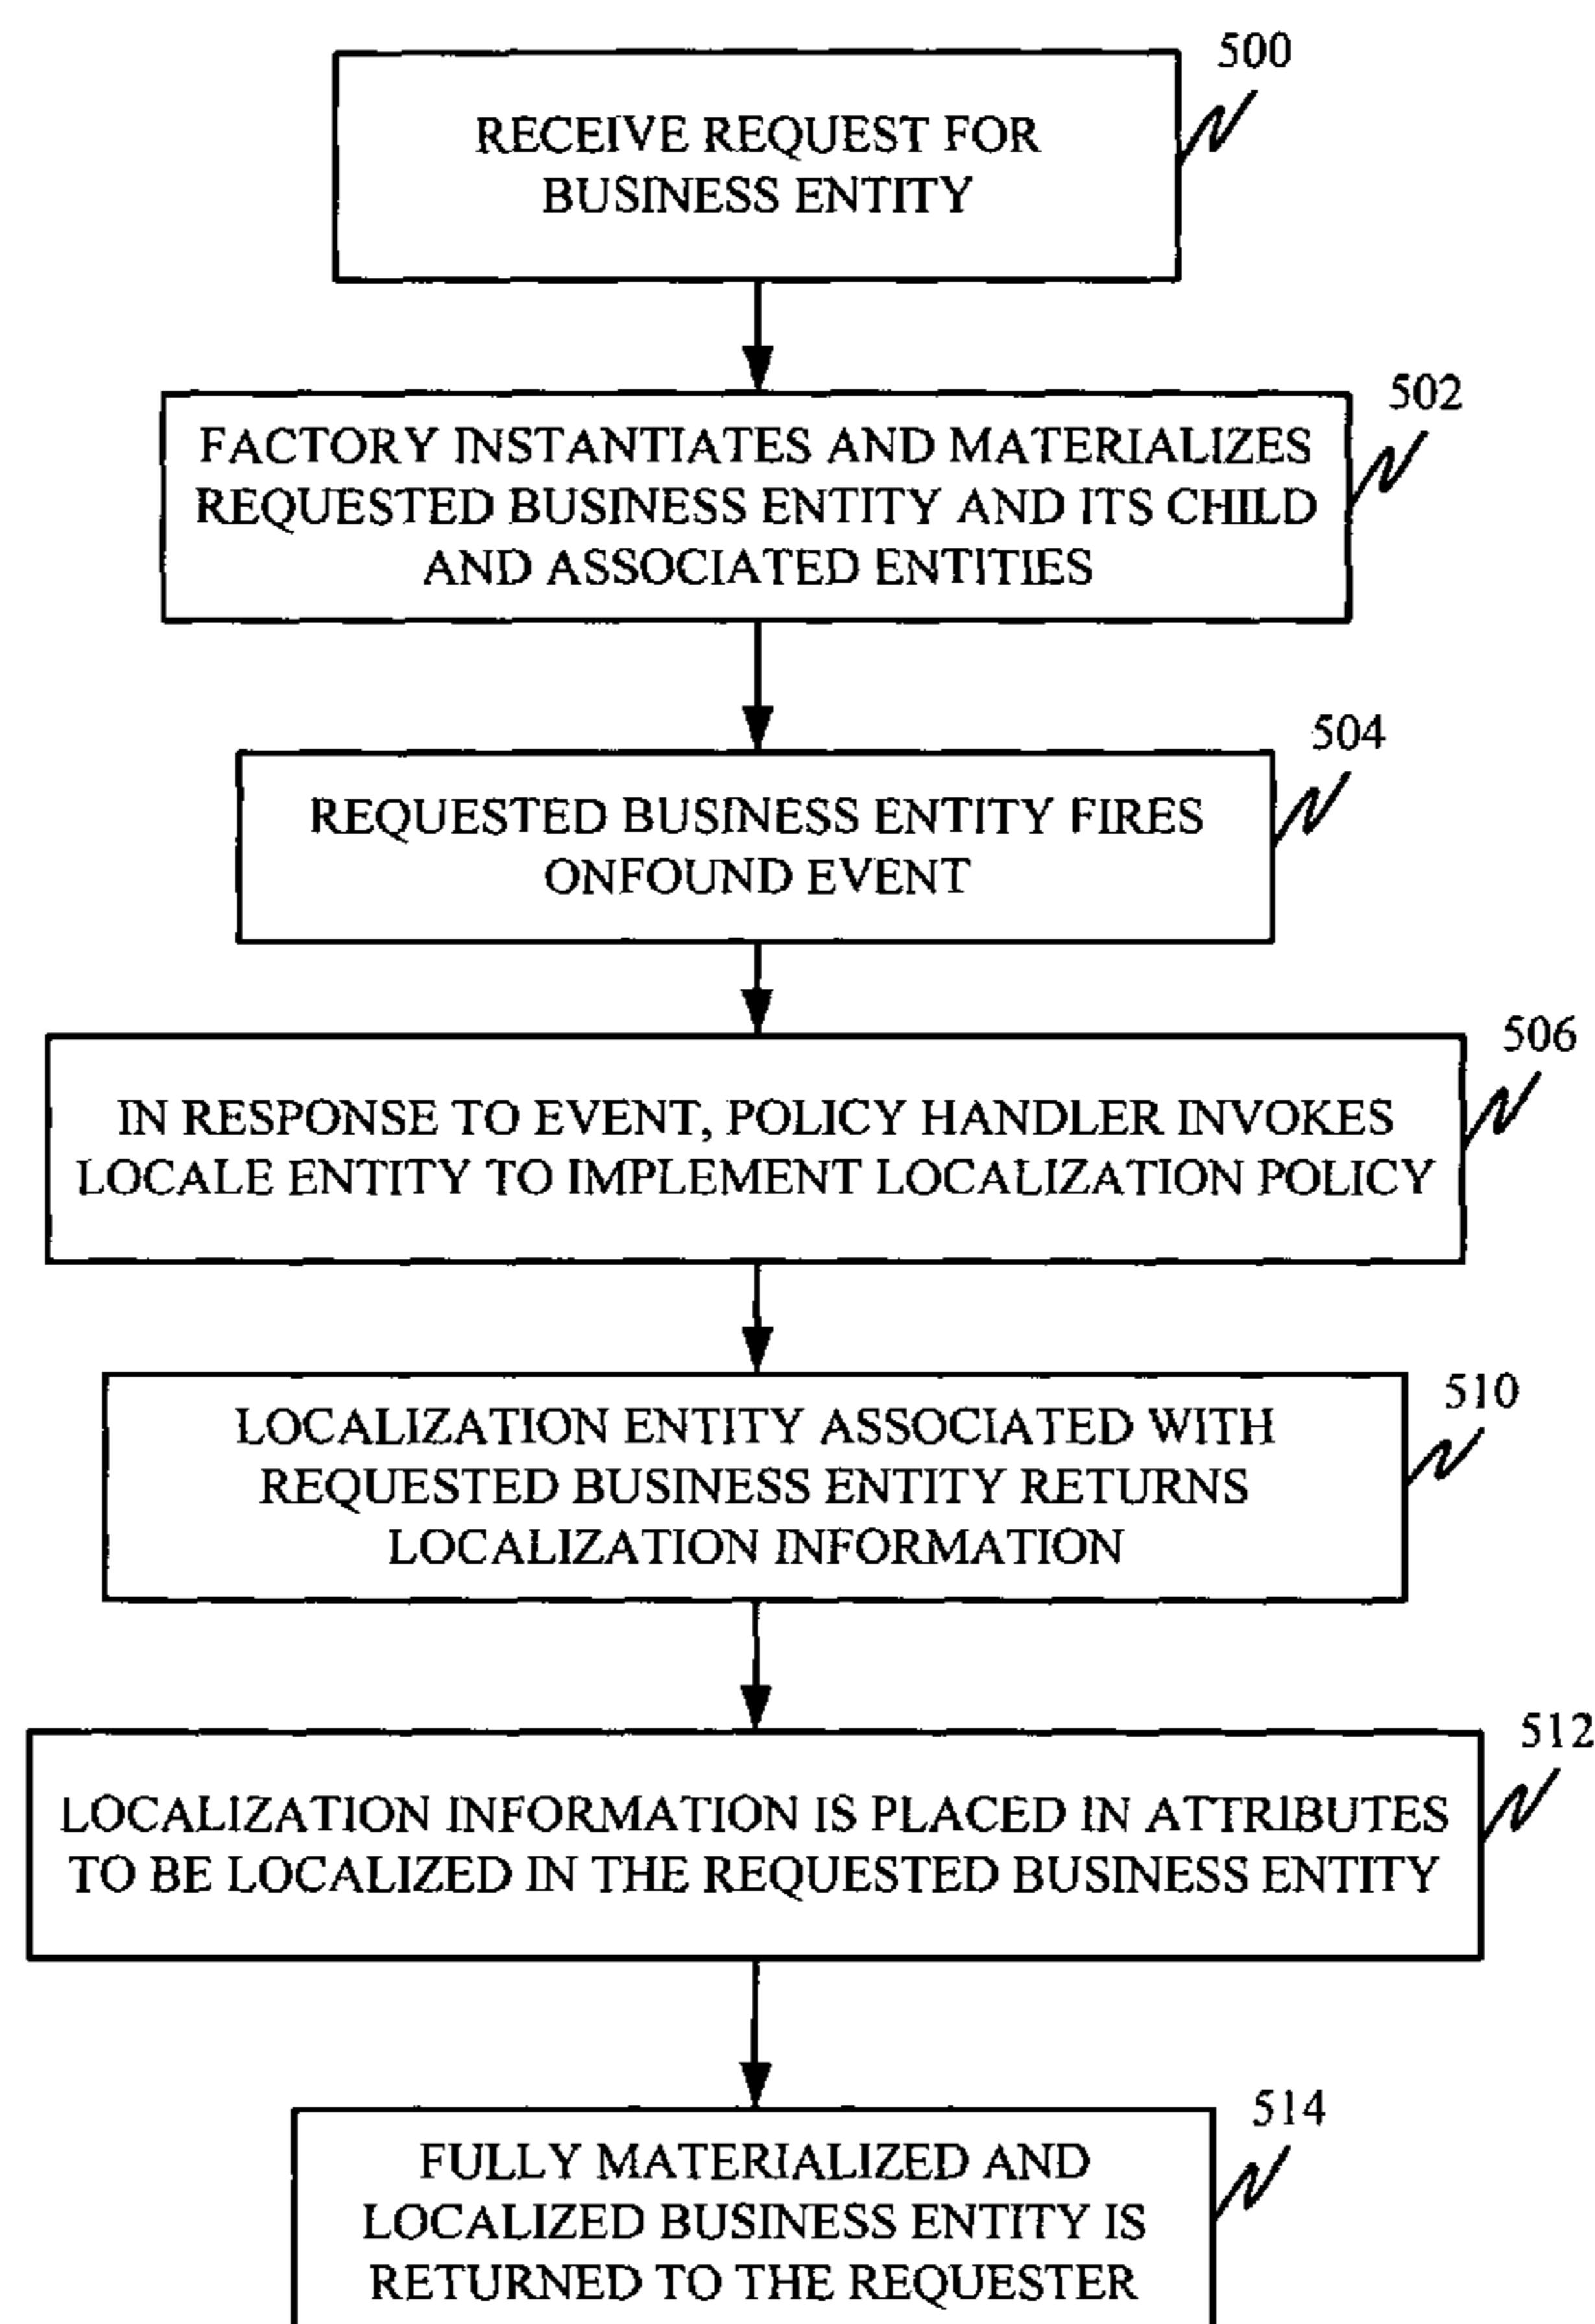 500
RECEIVE REQUEST FOR
BUSINESS ENTITY
502
FACTORY INSTANTIATES AND MATERIALIZES
REQUESTED BUSINESS ENTITY AND ITS CHILD
AND ASSOCIATED ENTITIES
504
REQUESTED BUSINESS ENTITY FIRES
ONFOUND EVENT
506
IN RESPONSE TO EVENT, POLICY HANDLER INVOKES
LOCALE ENTITY TO IMPLEMENT LOCALIZATION POLICY
510
LOCALIZATION ENTITY ASSOCIATED WITH
REQUESTED BUSINESS ENTITY RETURNS
LOCALIZATION INFORMATION
512
LOCALIZATION INFORMATION IS PLACED IN ATTRIBUTES
TO BE LOCALIZED IN THE REQUESTED BUSINESS ENTITY
514
FULLY MATERIALIZED AND
LOCALIZED BUSINESS ENTITY IS
RETURNED TO THE REQUESTER